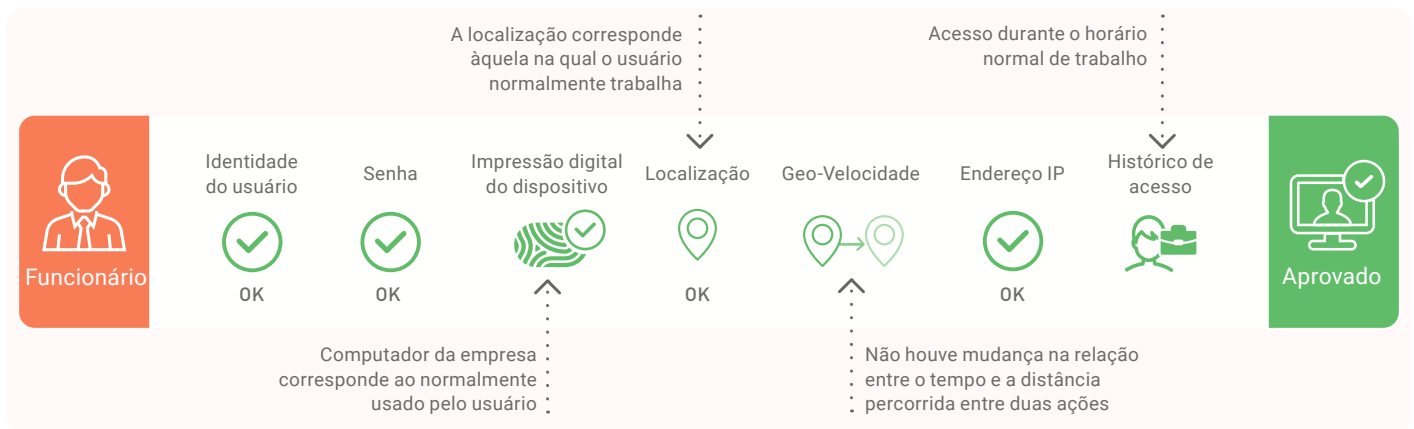 A localização corresponde
àquela na qual o usuário
normalmente trabalha
Acesso durante o horário
normal de trabalho
Funcionário
Identidade
do usuário
OK
Senha
OK
Impressão digital
do dispositivo
Localização
OK
Geo-Velocidade
Endereço IP
OK
Histórico de
acesso
Aprovado
Computador da empresa
corresponde ao normalmente
usado pelo usuário
Não houve mudança na relação
entre o tempo e a distância
percorrida entre duas ações